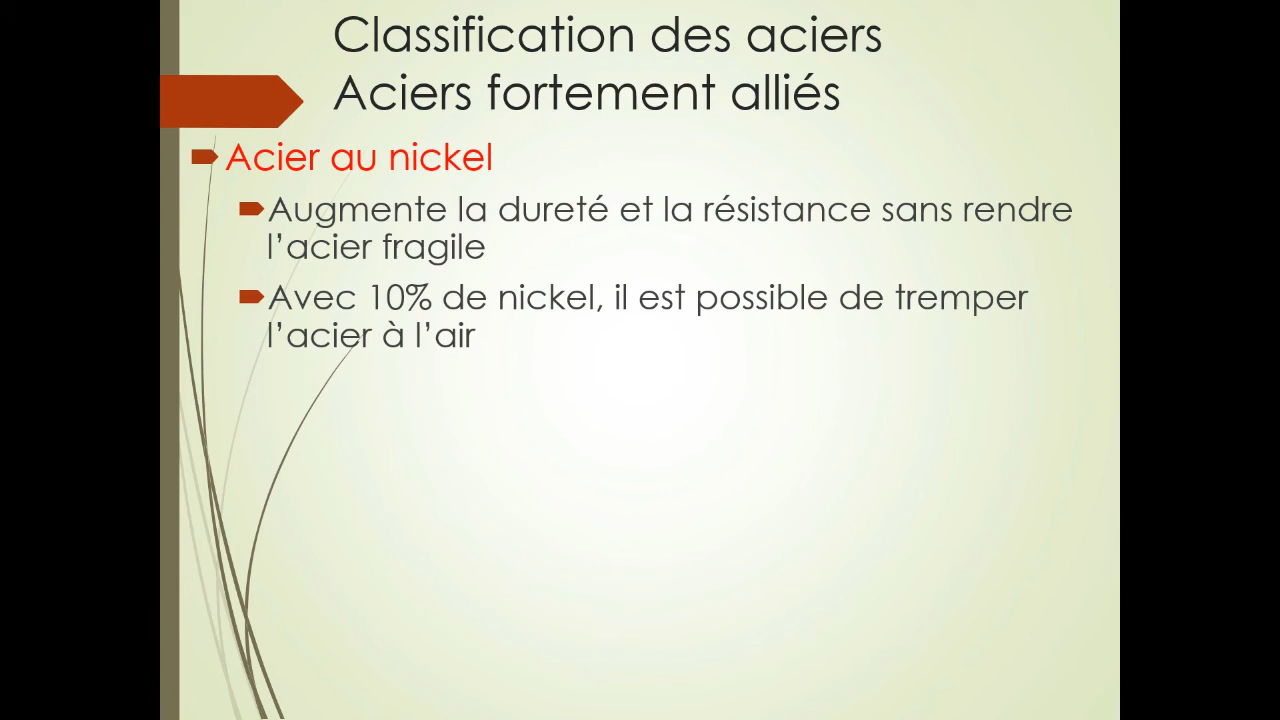 Classification des aciers
Aciers fortement alliés
Acier au nickel
Augmente la dureté et la résistance sans rendre
l’acier fragile
Avec 10% de nickel, il est possible de tremper
l’acier à l’air